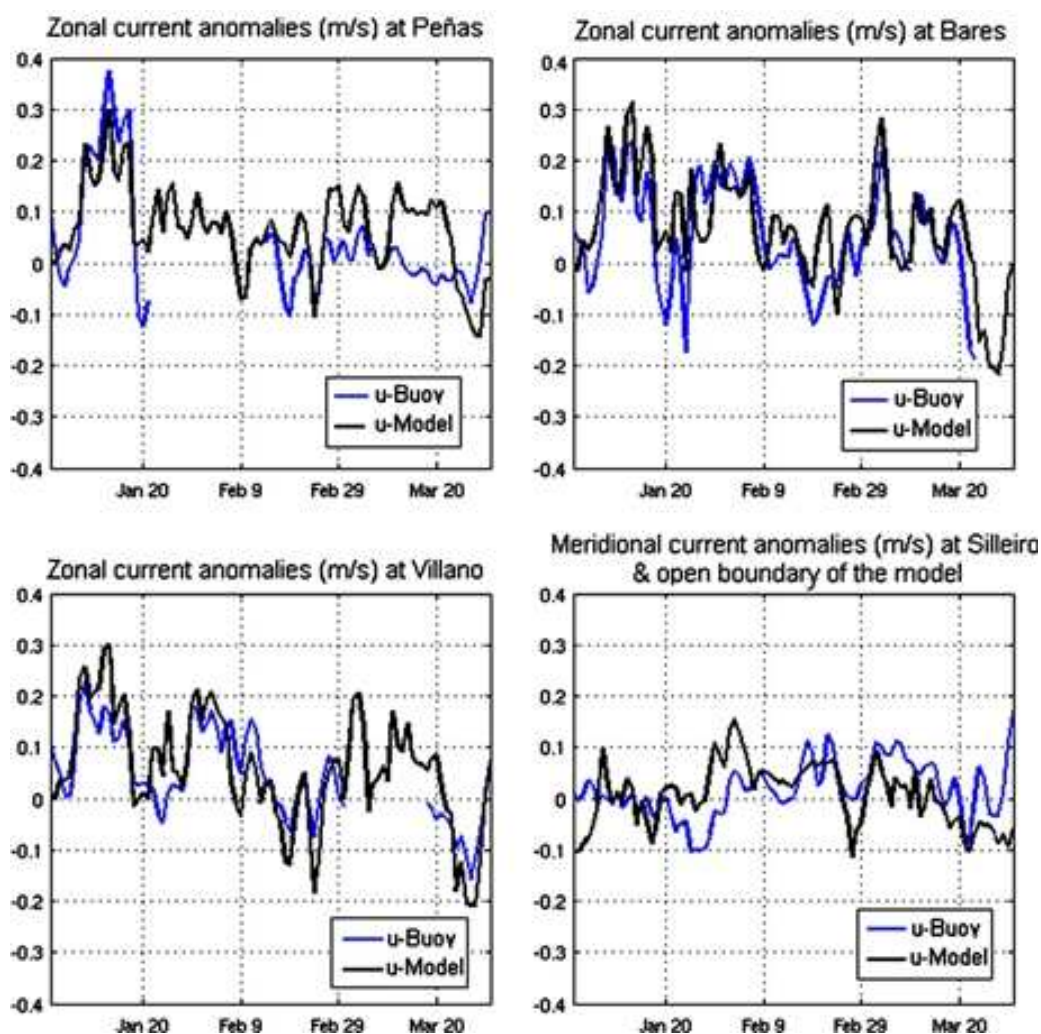 Zonal current anomalies (m/s) at Peñas
0.4
0.3
0.2
0.1
0
-0.1
-0.2
-0.3
-0.4
u-Buoy
u-Model
Jan 20 Feb 9 Feb 29 Mar 20
Zonal current anomalies (m/s) at Bares
0.4
0.3
0.2
0.1
0
-0.1
-0.2
-0.3
-0.4
u-Buoy
u-Model
Jan 20 Feb 9 Feb 29 Mar 20
Zonal current anomalies (m/s) at Villano
0.4
0.3
0.2
0.1
0
-0.1
-0.2
-0.3
-0.4
u-Buoy
u-Model
Jan 20 Feb 9 Feb 29 Mar 20
Meridional current anomalies (m/s) at Silleiro
& open boundary of the model
0.4
0.3
0.2
0.1
0
-0.1
-0.2
-0.3
-0.4
u-Buoy
u-Model
Jan 20 Feb 9 Feb 29 Mar 20